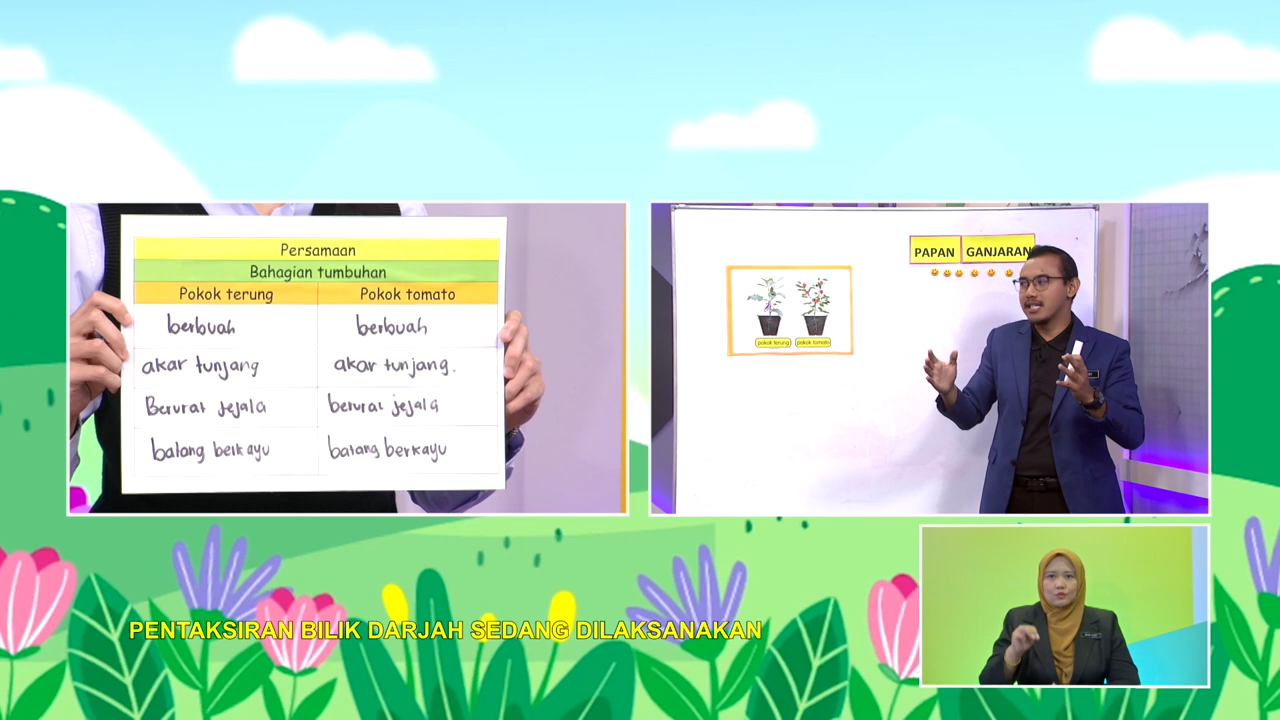 Persamaan
Bahagian tumbuhan
Pokok terung Pokok tomato
berbuah berbuah
akar tunjang akar tunjang.
Berurat jejala berurat jejala
batang berkayu batang berkayu
PAPAN GANJARAN
pokok terung pokok tomato
PENTAKSIRAN BILIK DARJAH SEDANG DILAKSANAKAN